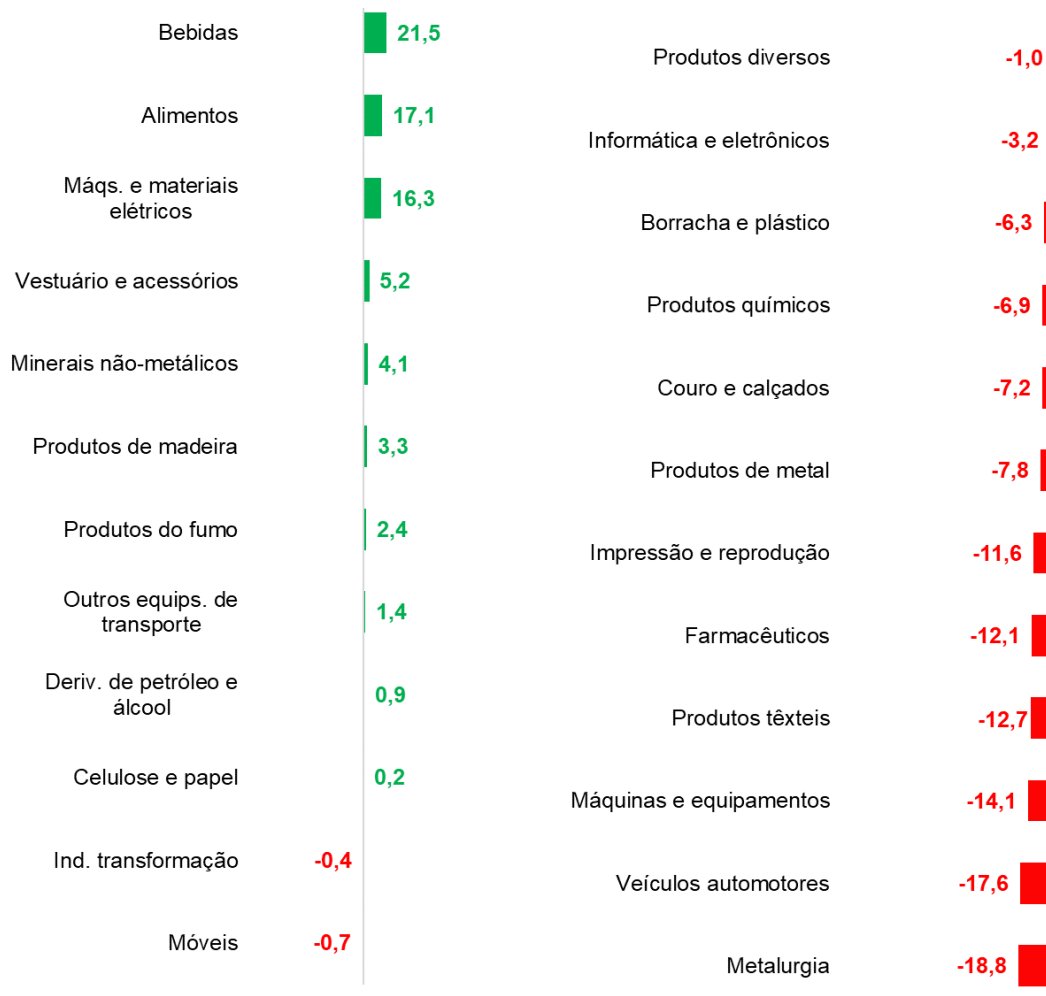 Bebidas 21,5
Alimentos 17,1
Máqs. e materiais
elétricos 16,3
Vestuário e acessórios 5,2
Minerais não-metálicos 4,1
Produtos de madeira 3,3
Produtos do fumo 2,4
Outros equips. de
transporte 1,4
Deriv. de petróleo e
álcool 0,9
Celulose e papel 0,2
Ind. transformação -0,4
Móveis -0,7
Produtos diversos -1,0
Informática e eletrônicos -3,2
Borracha e plástico -6,3
Produtos químicos -6,9
Couro e calçados -7,2
Produtos de metal -7,8
Impressão e reprodução -11,6
Farmacêuticos -12,1
Produtos têxteis -12,7
Máquinas e equipamentos -14,1
Veículos automotores -17,6
Metalurgia -18,8